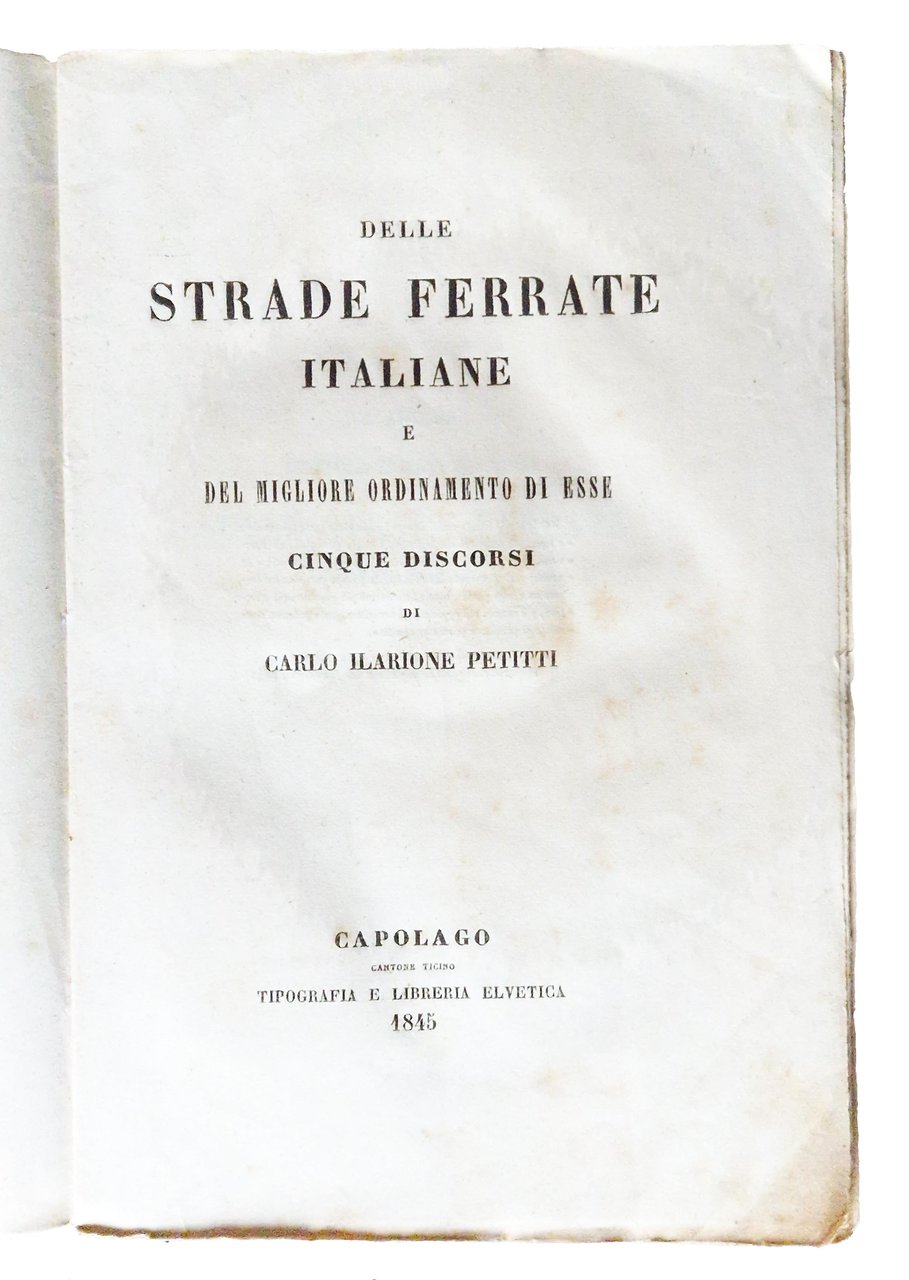 DELLE
STRADE FERRATE
ITALIANE
E
DEL MIGLIORE ORDINAMENTO DI ESSE
CINQUE DISCORSI
DI
CARLO ILARIONE PETITTI
CAPOLAGO
CANTONE TICINO
TIPOGRAFIA E LIBRERIA ELVETICA
1845